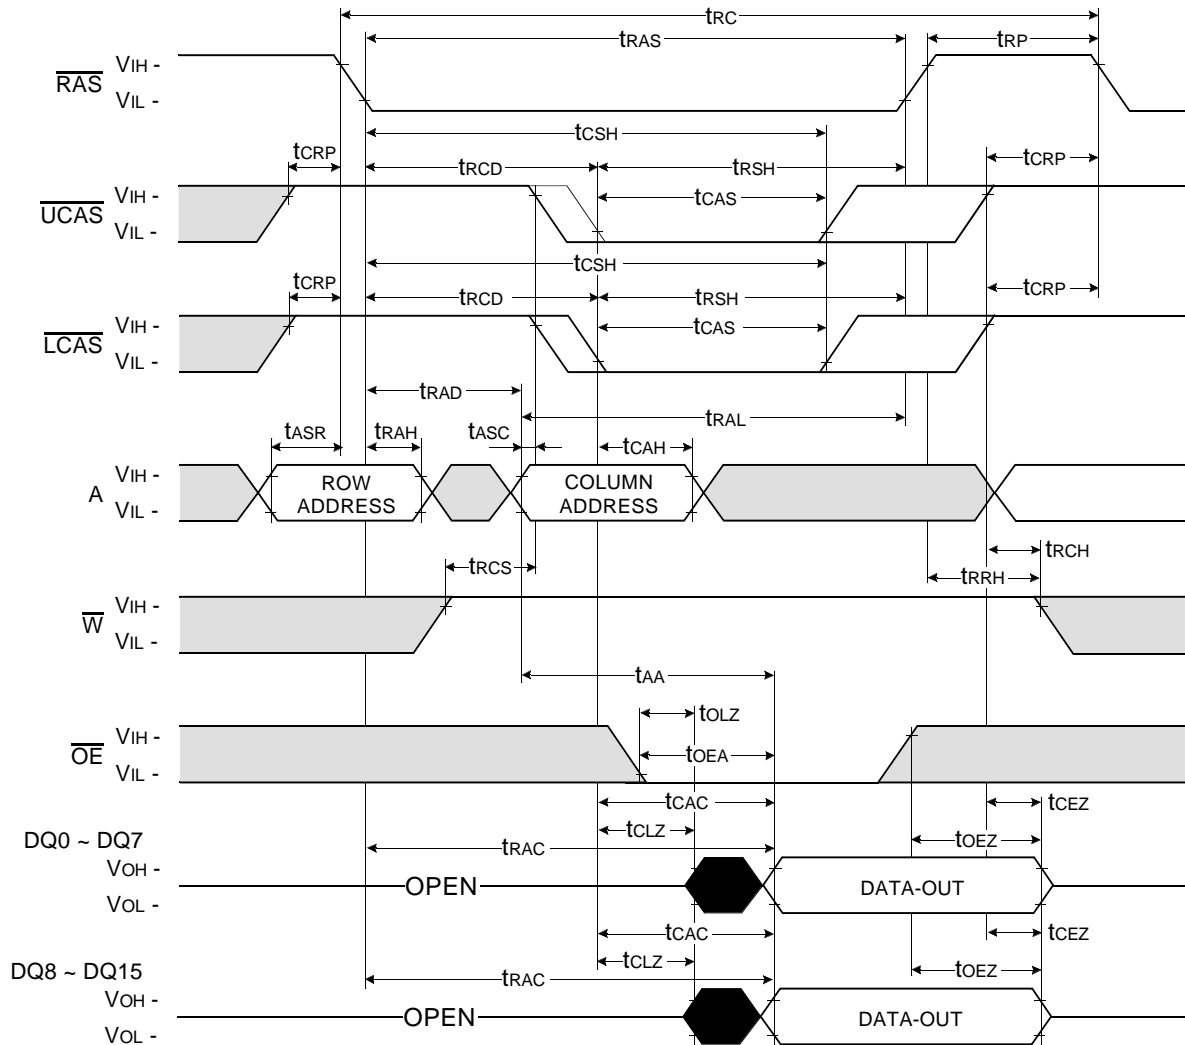 tRC
tRAS
tRP
RAS
VIH -
VIL -
tCSH
tCRP
tRCD
tRSH
tCRP
UCAS
VIH -
VIL -
tCAS
tCSH
tCRP
tRCD
tRSH
tCRP
LCAS
VIH -
VIL -
tCAS
tRAD
tRAL
tASR
tRAH
tASC
tCAH
A
VIH -
VIL -
ROW
ADDRESS
COLUMN
ADDRESS
tRCS
tRCH
tRRH
W
VIH -
VIL -
tAA
tOLZ
OE
VIH -
VIL -
tOEA
tCAC
tCEZ
tCLZ
tOEZ
DQ0 ~ DQ7
tRAC
VOH -
VOL -
OPEN
DATA-OUT
tCAC
tCEZ
tCLZ
tOEZ
DQ8 ~ DQ15
tRAC
VOH -
VOL -
OPEN
DATA-OUT